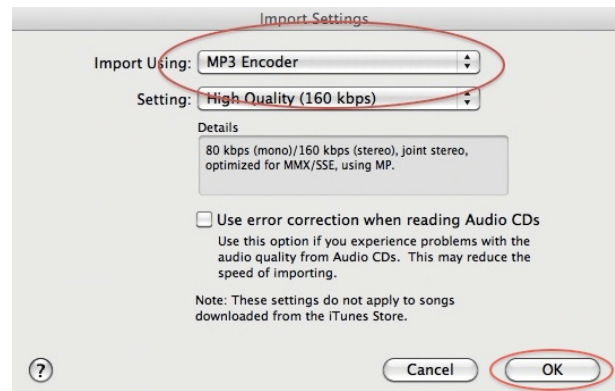 Import Settings
Import Using: MP3 Encoder
Setting: High Quality (160 kbps)
Details
80 kbps (mono)/160 kbps (stereo), joint stereo,
optimized for MMX/SSE, using MP.
Use error correction when reading Audio CDs
Use this option if you experience problems with the
audio quality from Audio CDs. This may reduce the
speed of importing.
Note: These settings do not apply to songs
downloaded from the iTunes Store.
? Cancel OK